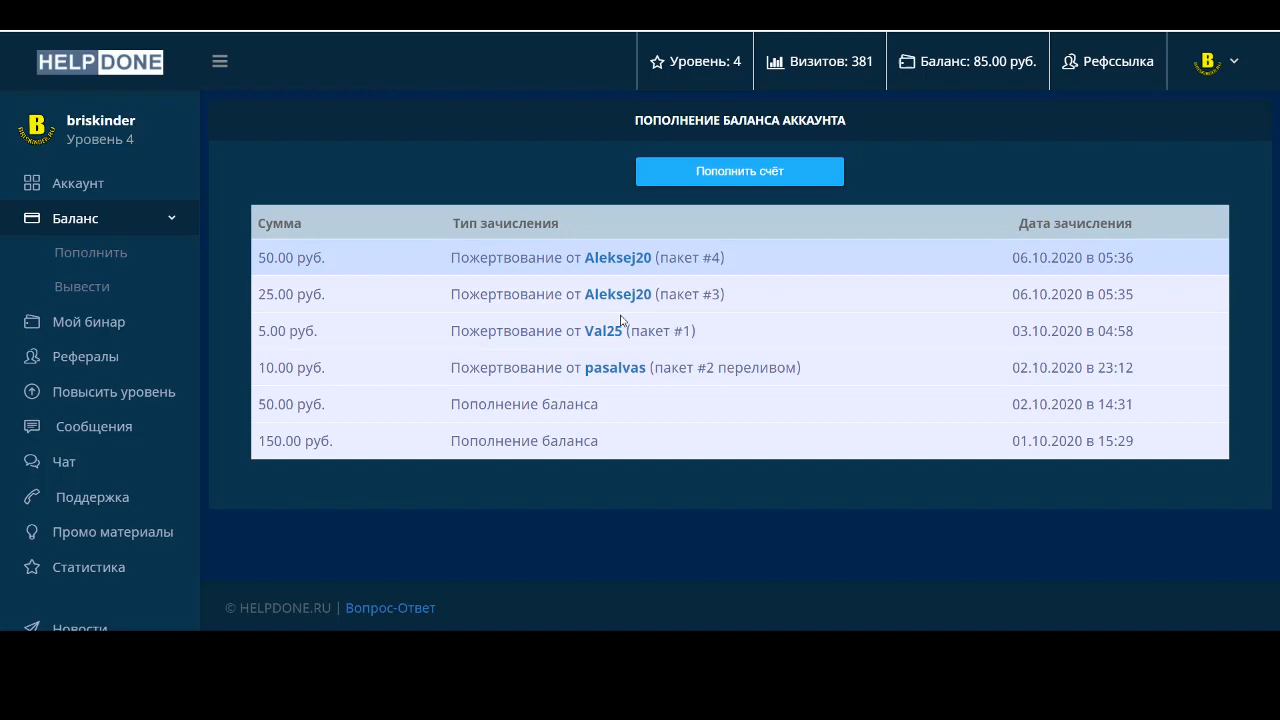 HELPDONE
Уровень: 4
Визитов: 381
Баланс: 85.00 руб.
Рефссылка
B
BRISKINDER.RU
briskinder
Уровень 4
Аккаунт
Баланс
Пополнить
Вывести
Мой бинар
Рефералы
Повысить уровень
Сообщения
Чат
Поддержка
Промо материалы
Статистика
Новости
ПОПОЛНЕНИЕ БАЛАНСА АККАУНТА
Пополнить счёт
Сумма Тип зачисления Дата зачисления
50.00 руб. Пожертвование от Aleksej20 (пакет #4) 06.10.2020 в 05:36
25.00 руб. Пожертвование от Aleksej20 (пакет #3) 06.10.2020 в 05:35
5.00 руб. Пожертвование от Val25 (пакет #1) 03.10.2020 в 04:58
10.00 руб. Пожертвование от pasalvas (пакет #2 переливом) 02.10.2020 в 23:12
50.00 руб. Пополнение баланса 02.10.2020 в 14:31
150.00 руб. Пополнение баланса 01.10.2020 в 15:29
© HELPDONE.RU | Вопрос-Ответ